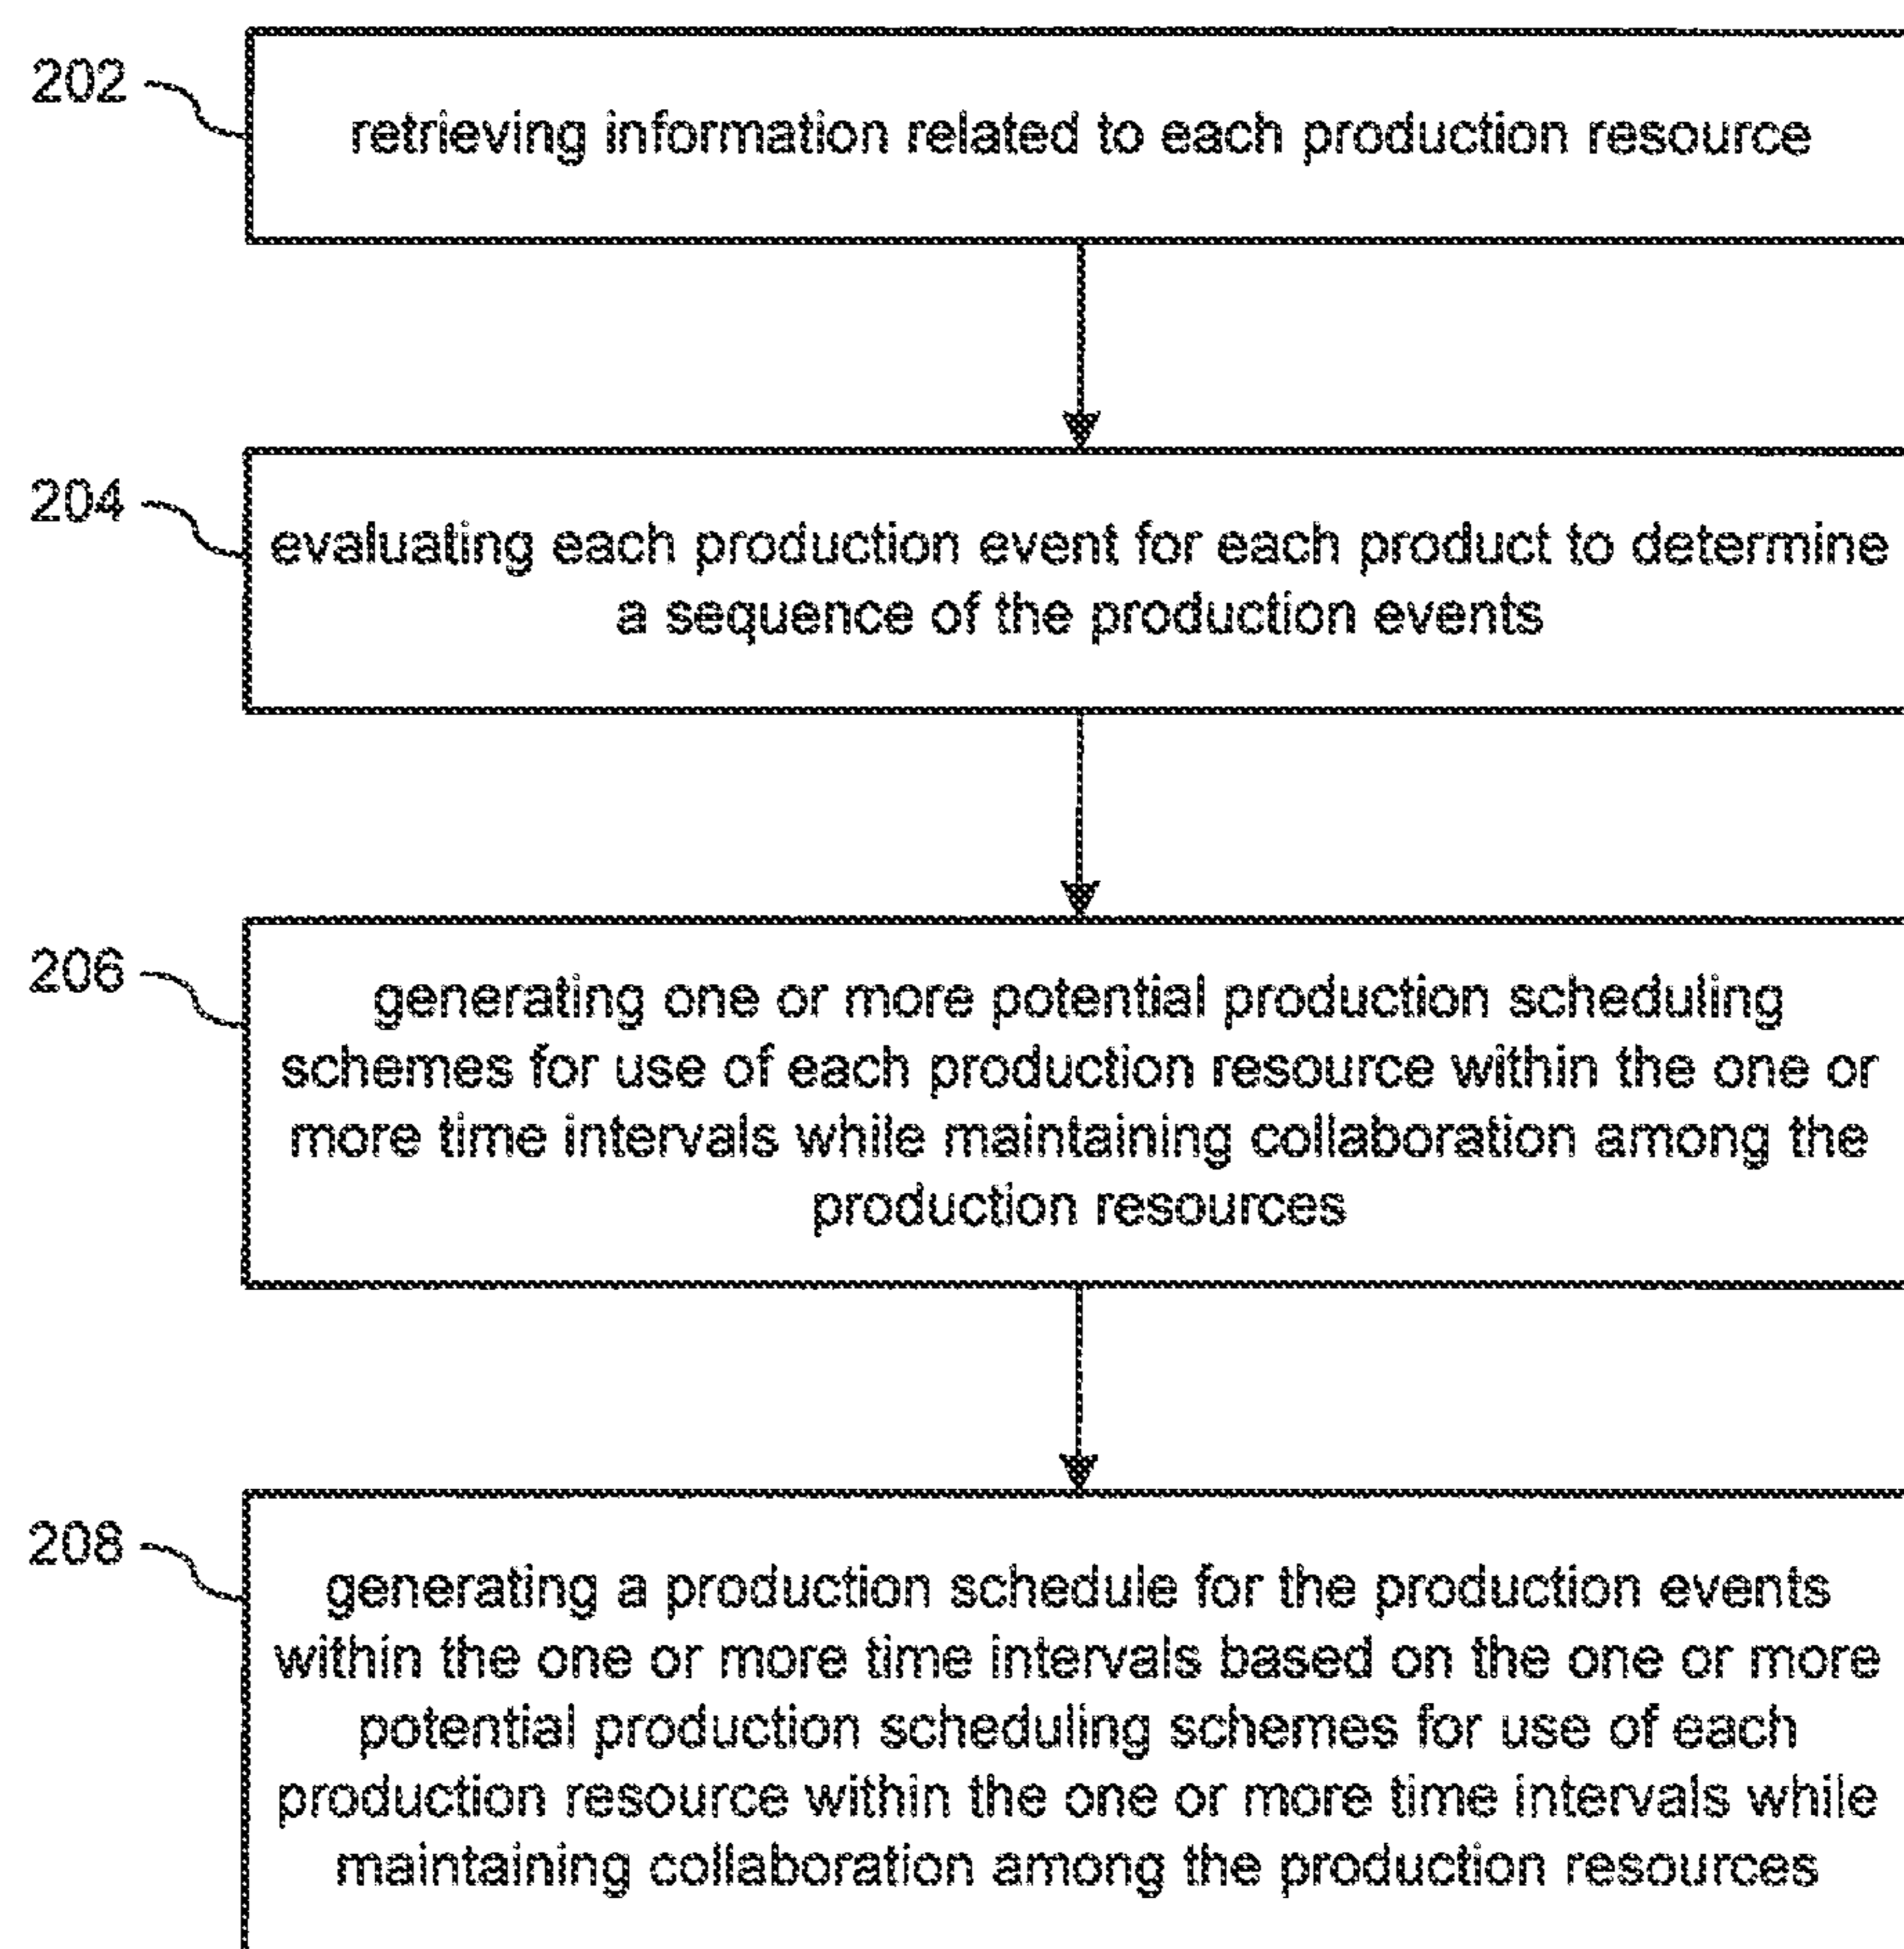 202
retrieving information related to each production resource
204
evaluating each production event for each product to determine
a sequence of the production events
206
generating one or more potential production scheduling
schemes for use of each production resource within the one or
more time intervals while maintaining collaboration among the
production resources
208
generating a production schedule for the production events
within the one or more time intervals based on the one or more
potential production scheduling schemes for use of each
production resource within the one or more time intervals while
maintaining collaboration among the production resources